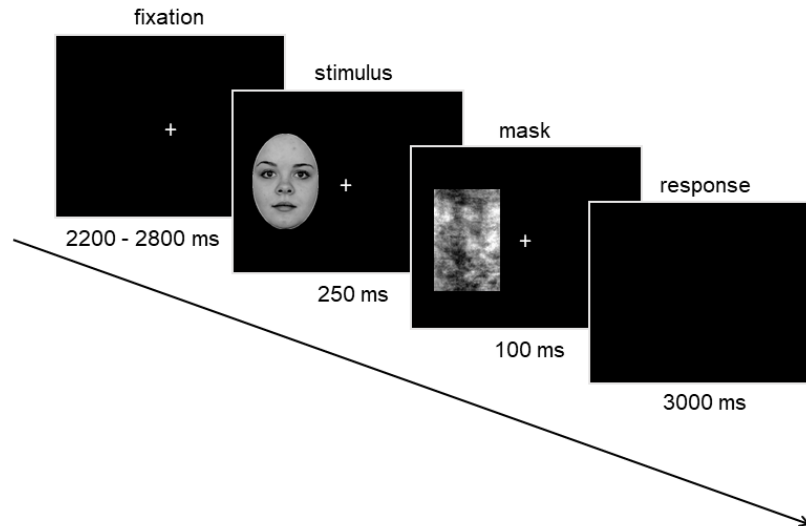 fixation
stimulus
mask
response
2200 - 2800 ms
250 ms
100 ms
3000 ms